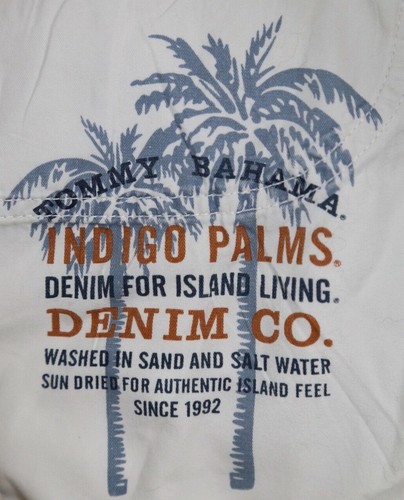 TOMMY BAHAMA.
INDIGO PALMS®
DENIM FOR ISLAND LIVING®
DENIM CO.
WASHED IN SAND AND SALT WATER
SUN DRIED FOR AUTHENTIC ISLAND FEEL
SINCE 1992